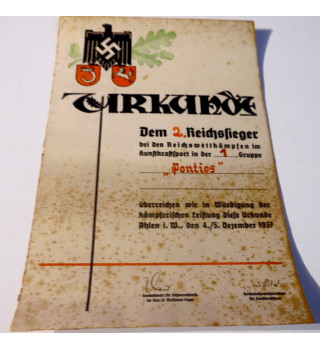 Urkunde
Dem 2. Reichssieger
bei den Reichswettkämpfen im
Kunstkraftsport in der 1 Gruppe
„Pontios"
überreichen wir in Würdigung der
kämpferischen Leistung diese Urkunde
Ahlen i. W., den 4./5. Dezember 1937